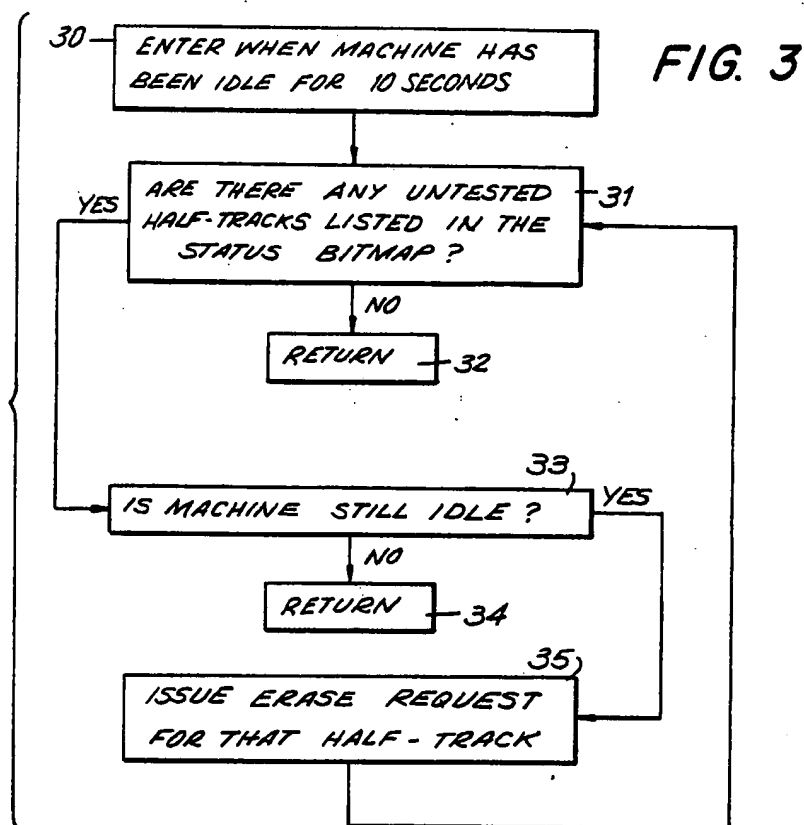 FIG. 3
30
ENTER WHEN MACHINE HAS
BEEN IDLE FOR 10 SECONDS
31
ARE THERE ANY UNTESTED
HALF-TRACKS LISTED IN THE
STATUS BITMAP?
YES
NO
RETURN
32
33
IS MACHINE STILL IDLE?
YES
NO
RETURN
34
35
ISSUE ERASE REQUEST
FOR THAT HALF-TRACK